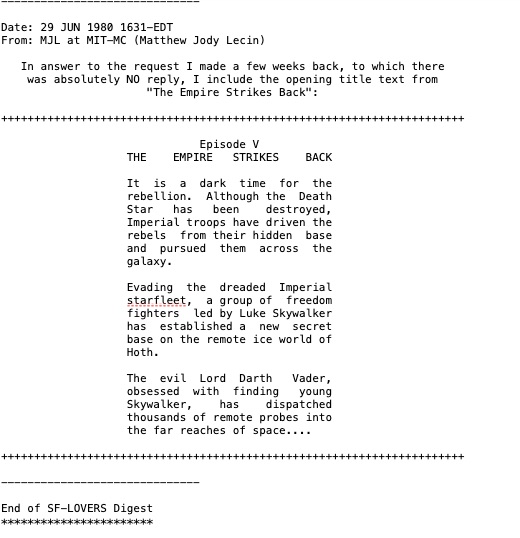 ------------------------------
Date: 29 JUN 1980 1631-EDT
From: MJL at MIT-MC (Matthew Jody Lecin)
In answer to the request I made a few weeks back, to which there
was absolutely NO reply, I include the opening title text from
"The Empire Strikes Back":
++++++++++++++++++++++++++++++++++++++++++++++++++++++++++++++++++++++
Episode V
THE EMPIRE STRIKES BACK
It is a dark time for the
rebellion. Although the Death
Star has been destroyed,
Imperial troops have driven the
rebels from their hidden base
and pursued them across the
galaxy.
Evading the dreaded Imperial
starfleet, a group of freedom
fighters led by Luke Skywalker
has established a new secret
base on the remote ice world of
Hoth.
The evil Lord Darth Vader,
obsessed with finding young
Skywalker, has dispatched
thousands of remote probes into
the far reaches of space....
++++++++++++++++++++++++++++++++++++++++++++++++++++++++++++++++++++++
------------------------------
End of SF-LOVERS Digest
***********************